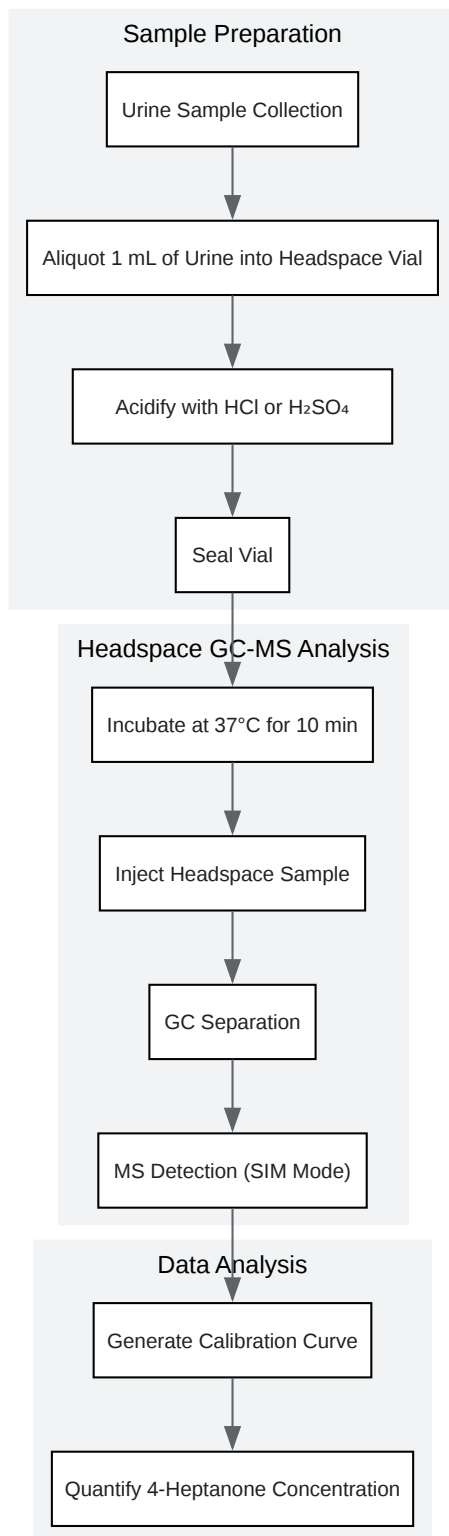 Sample Preparation
Urine Sample Collection
Aliquot 1 mL of Urine into Headspace Vial
Acidify with HCl or H₂SO₄
Seal Vial
Headspace GC-MS Analysis
Incubate at 37°C for 10 min
Inject Headspace Sample
GC Separation
MS Detection (SIM Mode)
Data Analysis
Generate Calibration Curve
Quantify 4-Heptanone Concentration